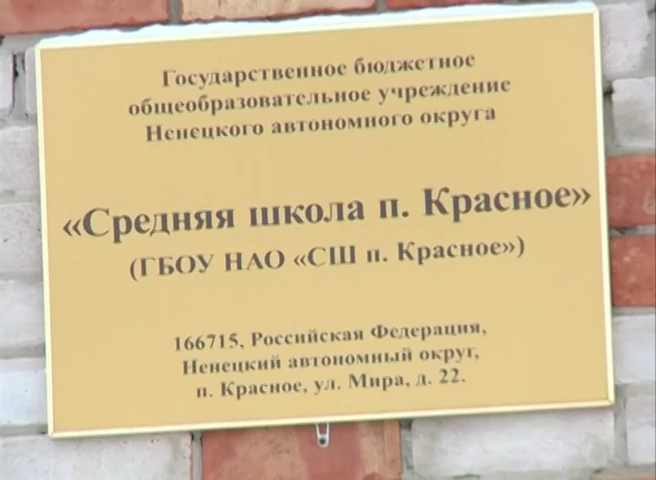 Государственное бюджетное
общеобразовательное учреждение
Ненецкого автономного округа
«Средняя школа п. Красное»
(ГБОУ НАО «СШ п. Красное»)
166715, Российская Федерация,
Ненецкий автономный округ,
п. Красное, ул. Мира, д. 22.